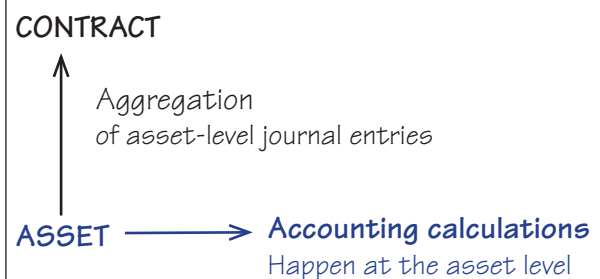 CONTRACT
Aggregation
of asset-level journal entries
ASSET
Accounting calculations
Happen at the asset level